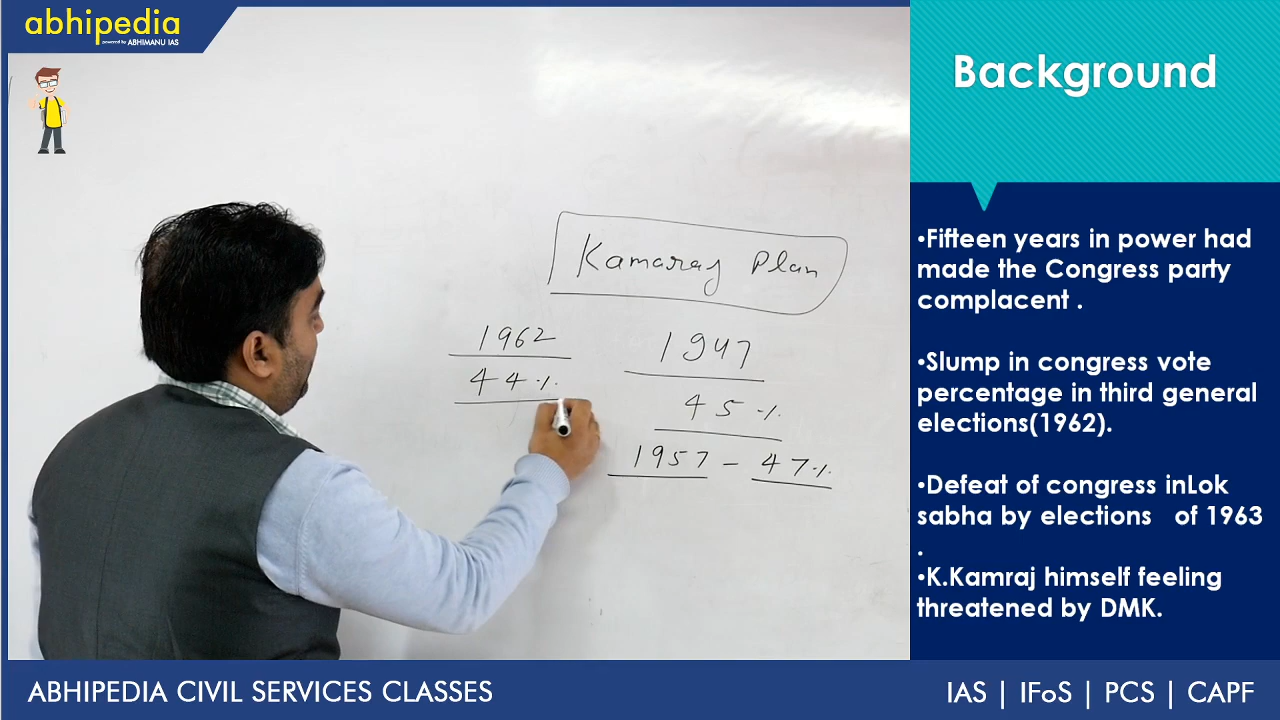 abhipedia
powered by ABHIMANU IAS
Background
Kamaraj Plan
1962
44%
1947
45%
1957 - 47%
•Fifteen years in power had
made the Congress party
complacent .
•Slump in congress vote
percentage in third general
elections(1962).
•Defeat of congress inLok
sabha by elections of 1963
.
•K.Kamraj himself feeling
threatened by DMK.
ABHIPEDIA CIVIL SERVICES CLASSES
IAS | IFoS | PCS | CAPF